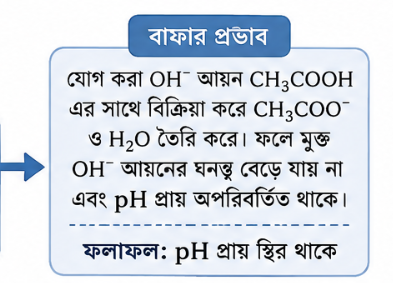 বাফার প্রভাব
যোগ করা OH⁻ আয়ন CH₃COOH
এর সাথে বিক্রিয়া করে CH₃COO⁻
ও H₂O তৈরি করে। ফলে মুক্ত
OH⁻ আয়নের ঘনত্ব বেড়ে যায় না
এবং pH প্রায় অপরিবর্তিত থাকে।
ফলাফল: pH প্রায় স্থির থাকে